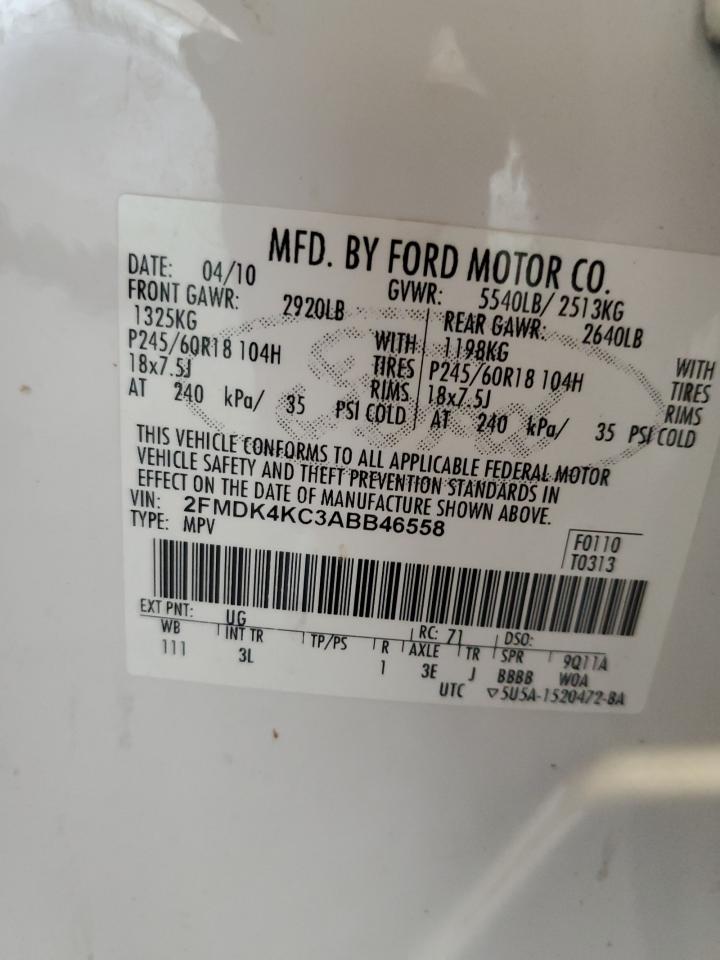 MFD. BY FORD MOTOR CO.
DATE: 04/10 GVWR: 5540LB/ 2513KG
FRONT GAWR: 2920LB REAR GAWR: 2640LB
1325KG WITH 1198KG WITH
P245/60R18 104H TIRES P245/60R18 104H TIRES
18x7.5J RIMS 18x7.5J RIMS
AT 240 kPa/ 35 PSI COLD AT 240 kPa/ 35 PSI COLD
THIS VEHICLE CONFORMS TO ALL APPLICABLE FEDERAL MOTOR
VEHICLE SAFETY AND THEFT PREVENTION STANDARDS IN
EFFECT ON THE DATE OF MANUFACTURE SHOWN ABOVE.
VIN: 2FMDK4KC3ABB46558
TYPE: MPV
F0110
T0313
EXT PNT: UG RC: 71 DSO:
WB INT TR TP/PS R AXLE TR SPR 9Q11A
111 3L 1 3E J BBBB W0A
UTC ▽5U5A-1520472-BA